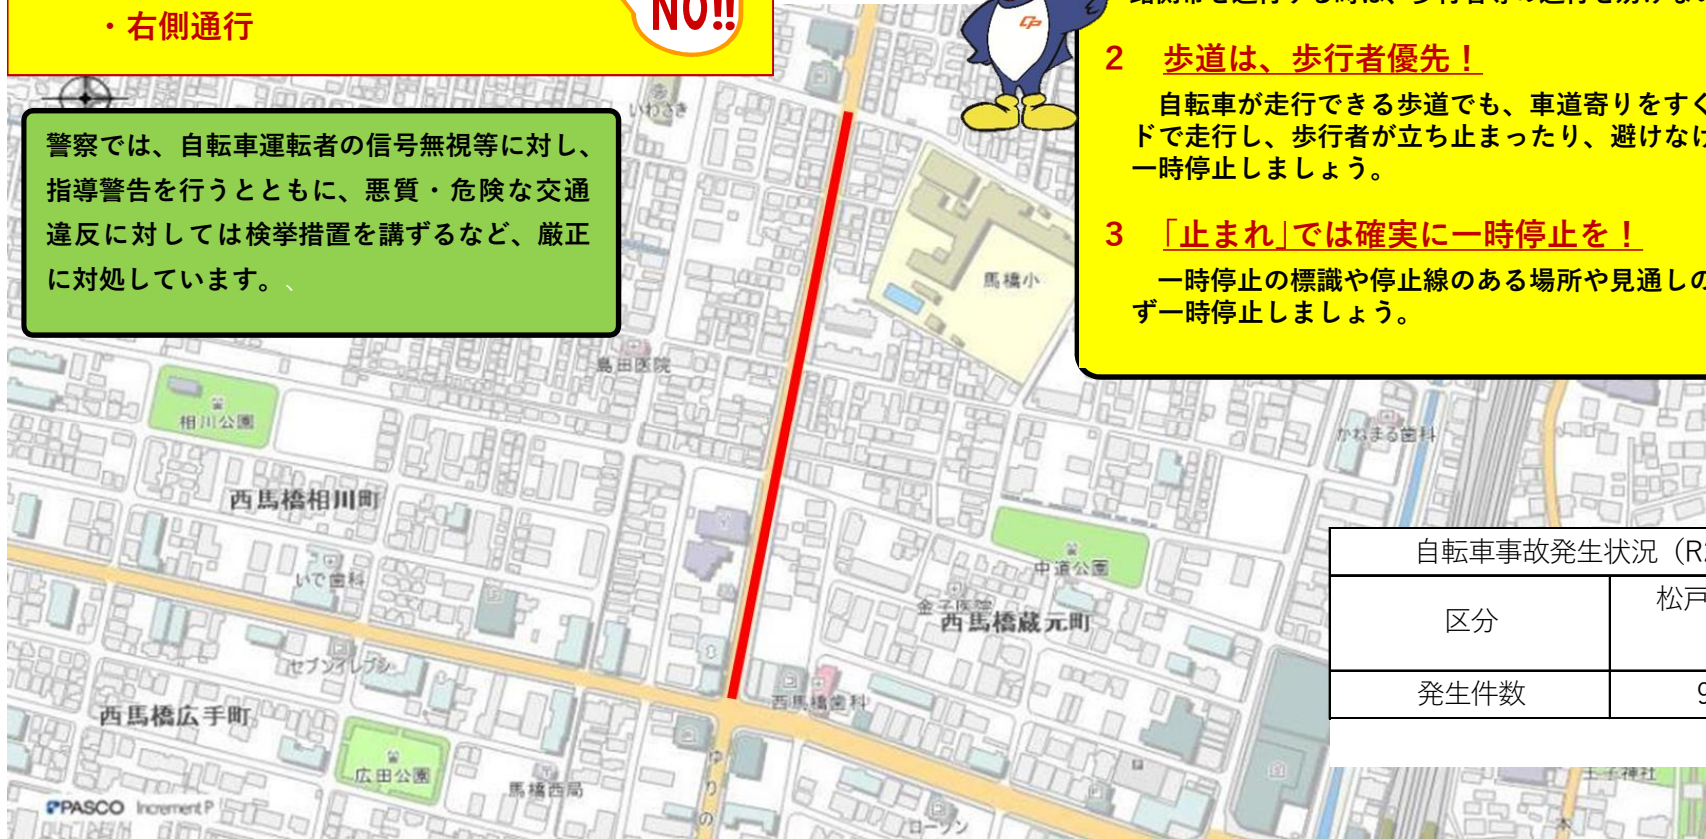 ・右側通行
NO!!
警察では、自転車運転者の信号無視等に対し、
指導警告を行うとともに、悪質・危険な交通
違反に対しては検挙措置を講ずるなど、厳正
に対処しています。、
2 歩道は、歩行者優先！
自転車が走行できる歩道でも、車道寄りをすぐ
ドで走行し、歩行者が立ち止まったり、避けなけ
一時停止しましょう。
3 「止まれ」では確実に一時停止を！
一時停止の標識や停止線のある場所や見通しの
ず一時停止しましょう。
いわさき
馬橋小
島田医院
相川公園
かねまる歯科
西馬橋相川町
いで歯科
中道公園
金子医院
西馬橋蔵元町
セブンイレブン
西馬橋歯科
西馬橋広手町
広田公園
馬橋西局
ゆりの
ローソン
王子神社
PASCO Increment P
自転車事故発生状況（R
区分
松戸
発生件数